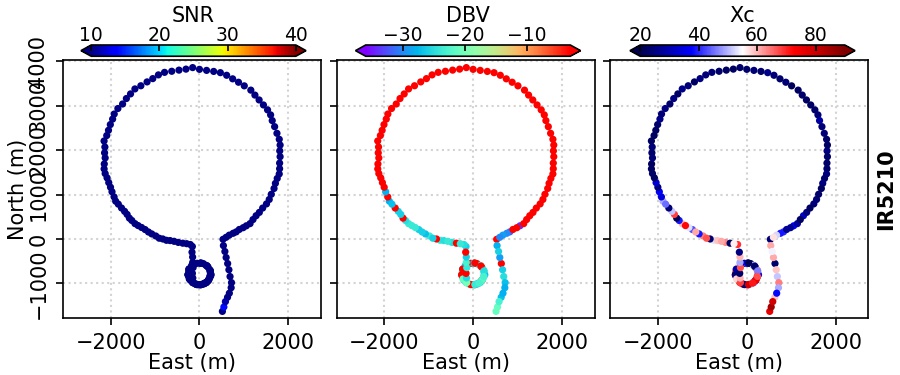 SNR DBV Xc
10 20 30 40 −30 −20 −10 20 40 60 80
4000
3000
2000
1000
0
−1000
North (m)
IR5210
−2000 0 2000 −2000 0 2000 −2000 0 2000
East (m) East (m) East (m)